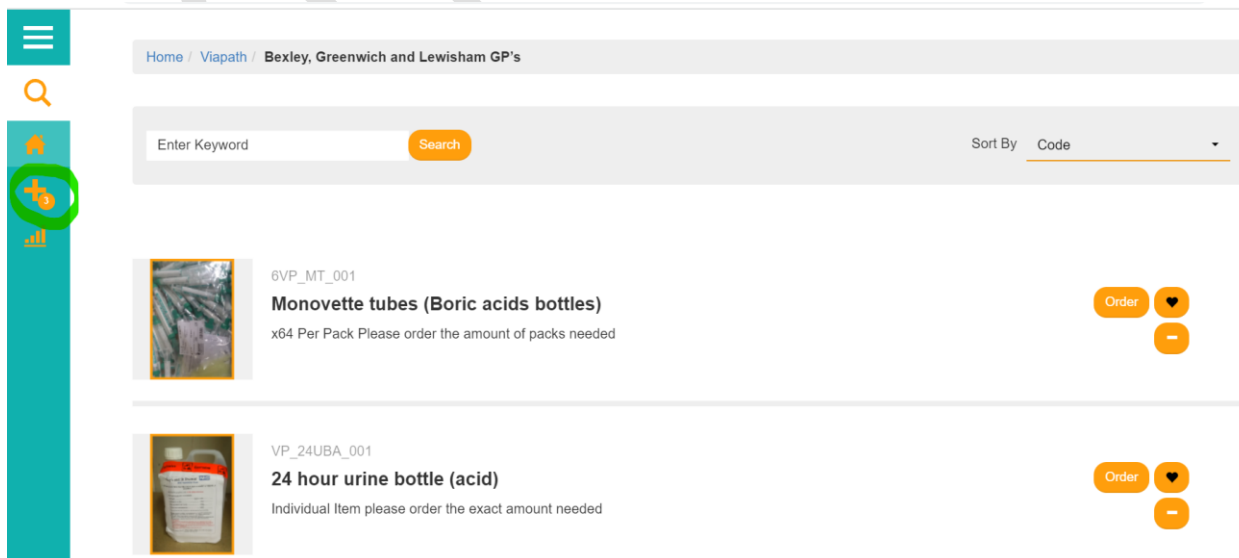 Home / Viapath / Bexley, Greenwich and Lewisham GP's
Enter Keyword
Search
Sort By
Code
3
6VP_MT_001
Monovette tubes (Boric acids bottles)
x64 Per Pack Please order the amount of packs needed
Order
VP_24UBA_001
24 hour urine bottle (acid)
Individual Item please order the exact amount needed
Order